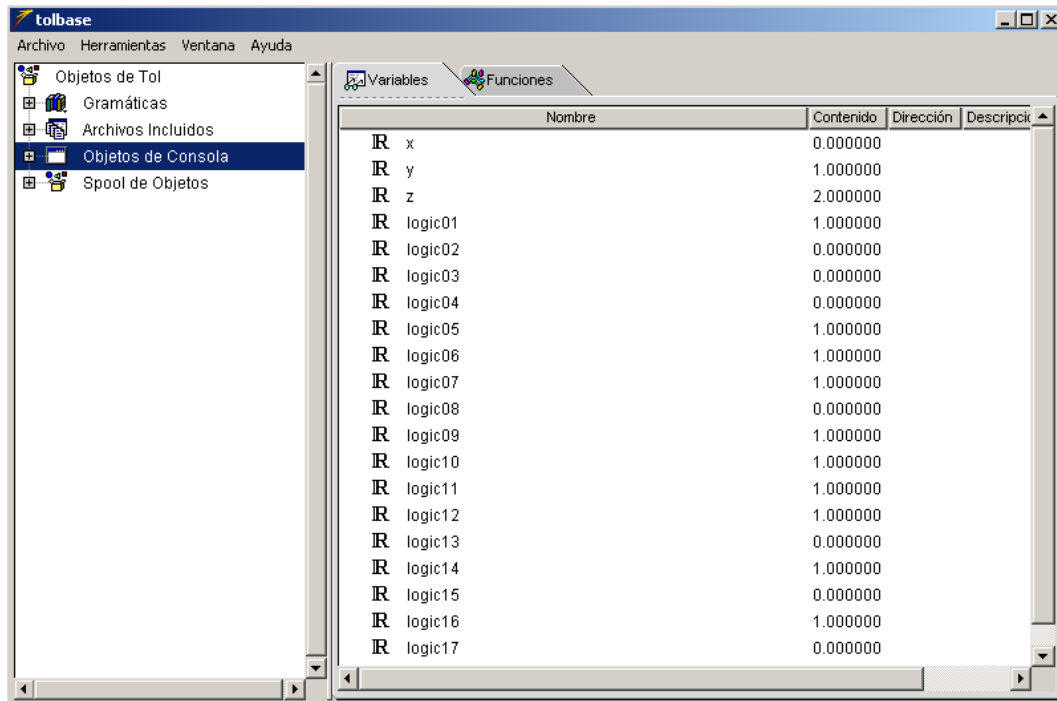 tolbase
Archivo Herramientas Ventana Ayuda
Objetos de Tol
Gramáticas
Archivos Incluidos
Objetos de Consola
Spool de Objetos
Variables Funciones
Nombre Contenido Dirección Descripció
ℝ x 0.000000
ℝ y 1.000000
ℝ z 2.000000
ℝ logic01 1.000000
ℝ logic02 0.000000
ℝ logic03 0.000000
ℝ logic04 0.000000
ℝ logic05 1.000000
ℝ logic06 1.000000
ℝ logic07 1.000000
ℝ logic08 0.000000
ℝ logic09 1.000000
ℝ logic10 1.000000
ℝ logic11 1.000000
ℝ logic12 1.000000
ℝ logic13 0.000000
ℝ logic14 1.000000
ℝ logic15 0.000000
ℝ logic16 1.000000
ℝ logic17 0.000000